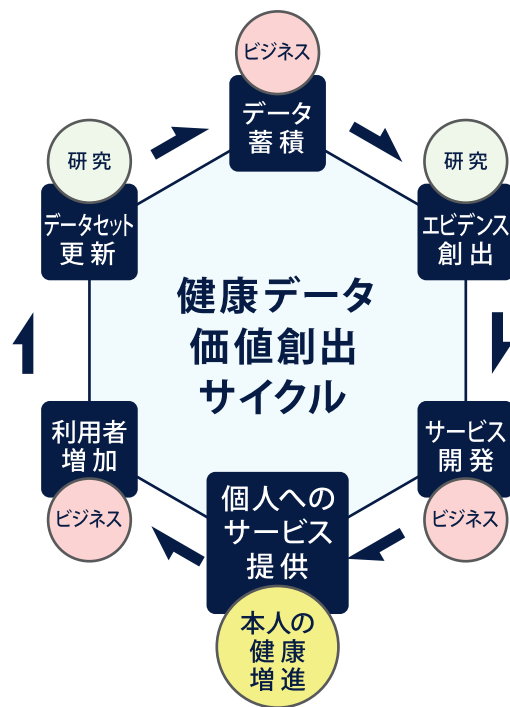 ビジネス
データ
蓄積
研究
エビデンス
創出
サービス
開発
ビジネス
個人への
サービス
提供
本人の
健康
増進
利用者
増加
ビジネス
研究
データセット
更新
健康データ
価値創出
サイクル